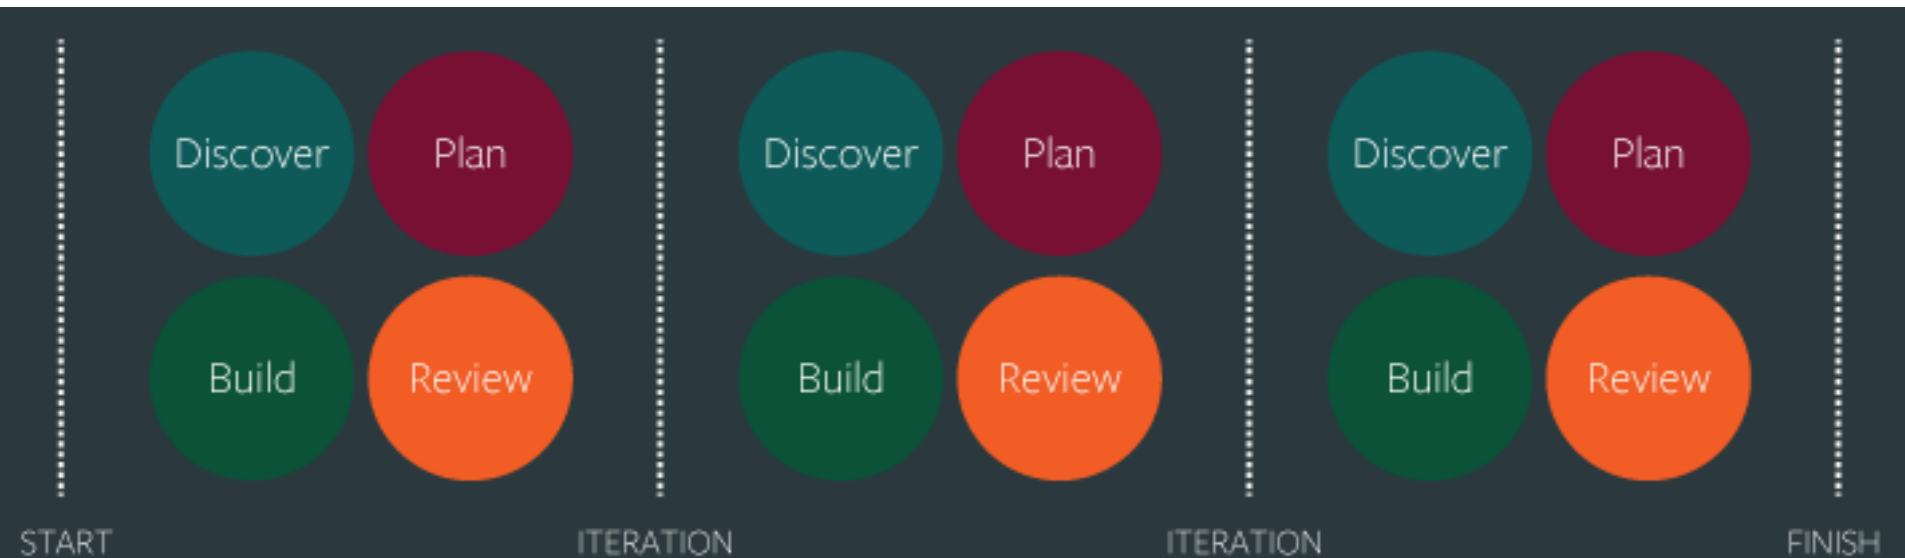 Discover Plan Discover Plan Discover Plan
Build Review Build Review Build Review
START ITERATION ITERATION FINISH